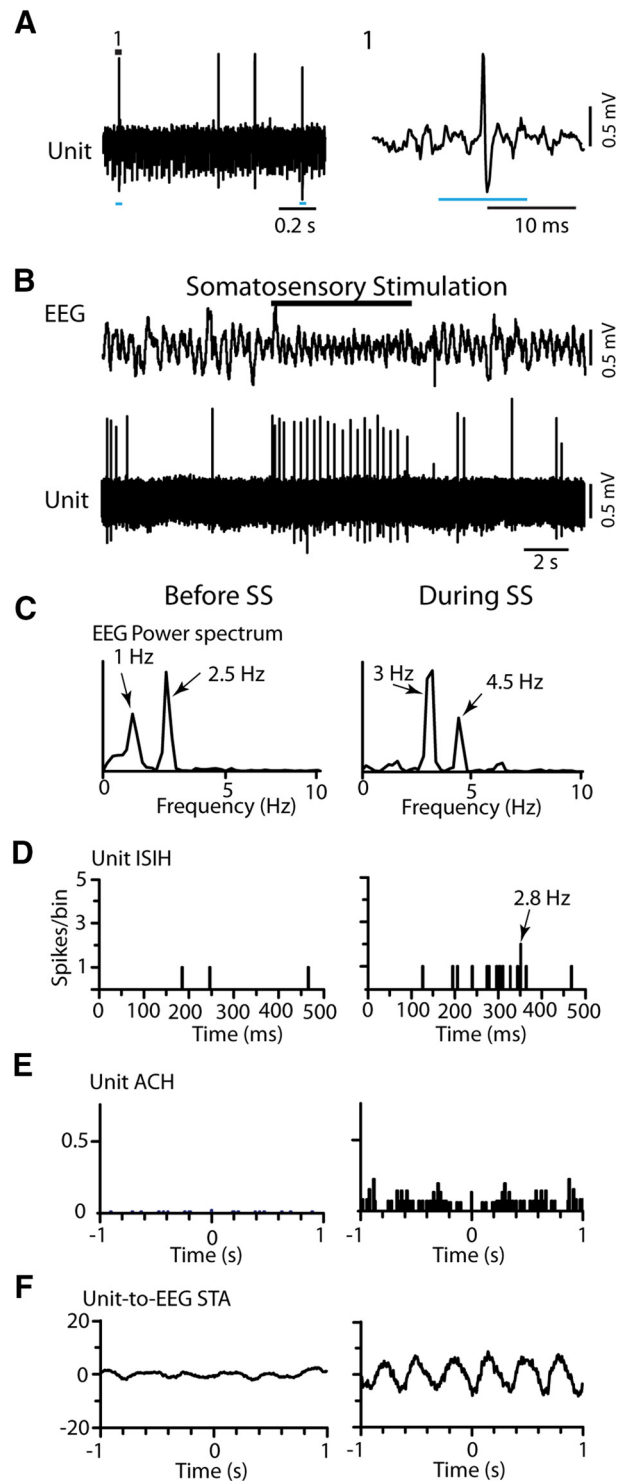 A
1
1
Unit
0.5 mV
0.2 s
10 ms
B
Somatosensory Stimulation
EEG
0.5 mV
Unit
0.5 mV
2 s
Before SS
During SS
C
EEG Power spectrum
1 Hz
2.5 Hz
3 Hz
4.5 Hz
0 5 10
0 5 10
Frequency (Hz)
Frequency (Hz)
D
Unit ISIH
5
3
1
Spikes/bin
2.8 Hz
0 100 200 300 400 500
0 100 200 300 400 500
Time (ms)
Time (ms)
E
Unit ACH
0.5
0
-1 0 1
-1 0 1
Time (s)
Time (s)
F
Unit-to-EEG STA
20
0
-20
-1 0 1
-1 0 1
Time (s)
Time (s)